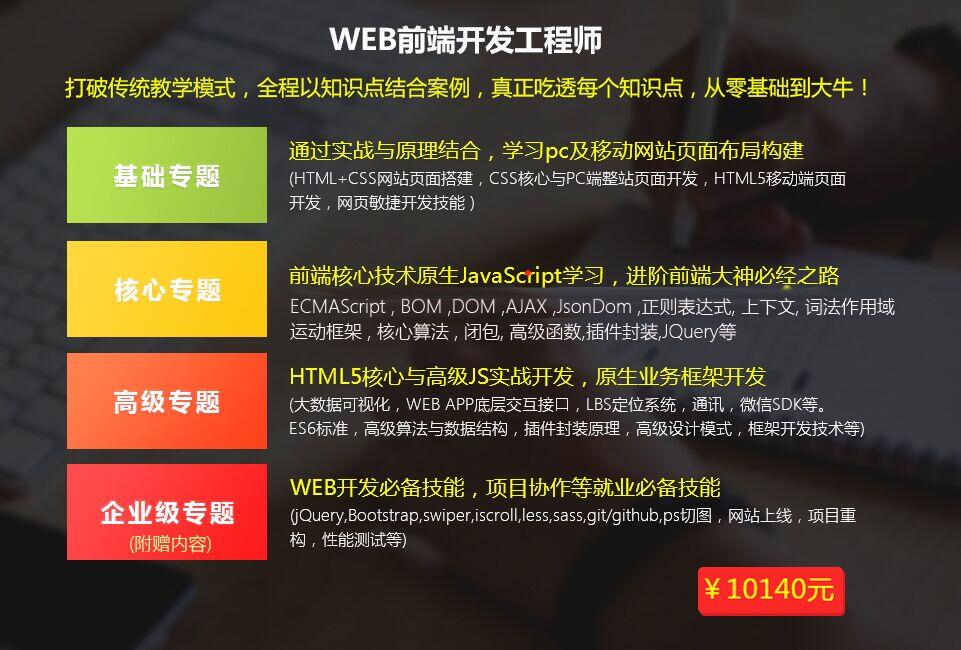 WEB前端开发工程师
打破传统教学模式，全程以知识点结合案例，真正吃透每个知识点，从零基础到大牛！
基础专题
通过实战与原理结合，学习pc及移动网站页面布局构建
(HTML+CSS网站页面搭建，CSS核心与PC端整站页面开发，HTML5移动端页面
开发，网页敏捷开发技能 )
核心专题
前端核心技术原生JavaScript学习，进阶前端大神必经之路
ECMAScript , BOM ,DOM ,AJAX ,JsonDom ,正则表达式, 上下文, 词法作用域
运动框架 , 核心算法 , 闭包, 高级函数,插件封装,JQuery等
高级专题
HTML5核心与高级JS实战开发，原生业务框架开发
(大数据可视化，WEB APP底层交互接口，LBS定位系统，通讯，微信SDK等。
ES6标准，高级算法与数据结构，插件封装原理，高级设计模式，框架开发技术等)
企业级专题
(附赠内容)
WEB开发必备技能，项目协作等就业必备技能
(jQuery,Bootstrap,swiper,iscroll,less,sass,git/github,ps切图，网站上线，项目重
构，性能测试等)
￥10140元